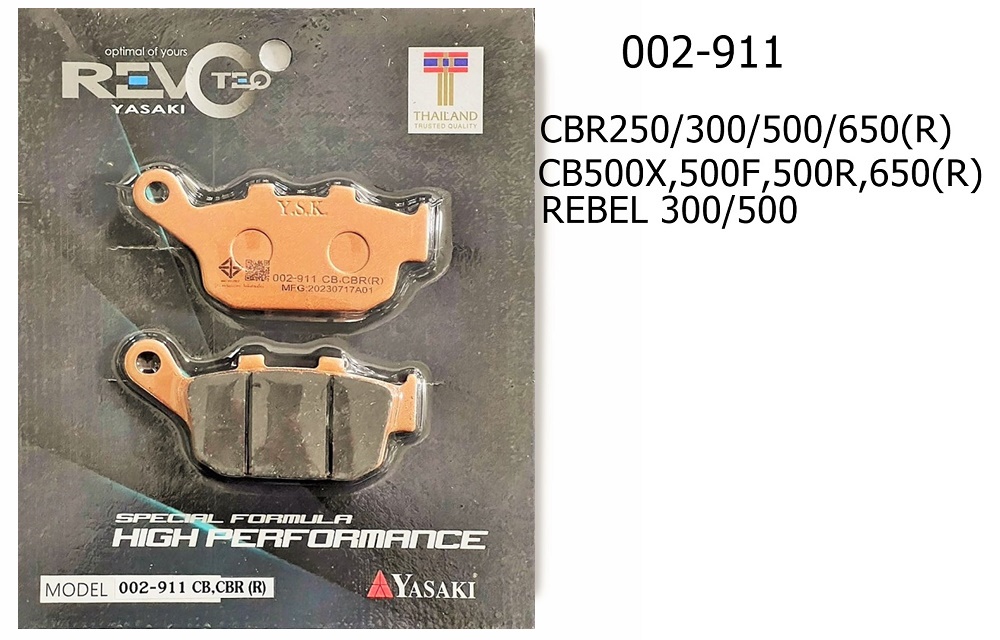 optimal of yours
REVO TEQ
YASAKI
THAILAND
TRUSTED QUALITY
002-911
CBR250/300/500/650(R)
CB500X,500F,500R,650(R)
REBEL 300/500
Y.S.K.
002-911 CB,CBR(R)
MFG:20230717A01
SPECIAL FORMULA
HIGH PERFORMANCE
MODEL 002-911 CB,CBR (R)
YASAKI